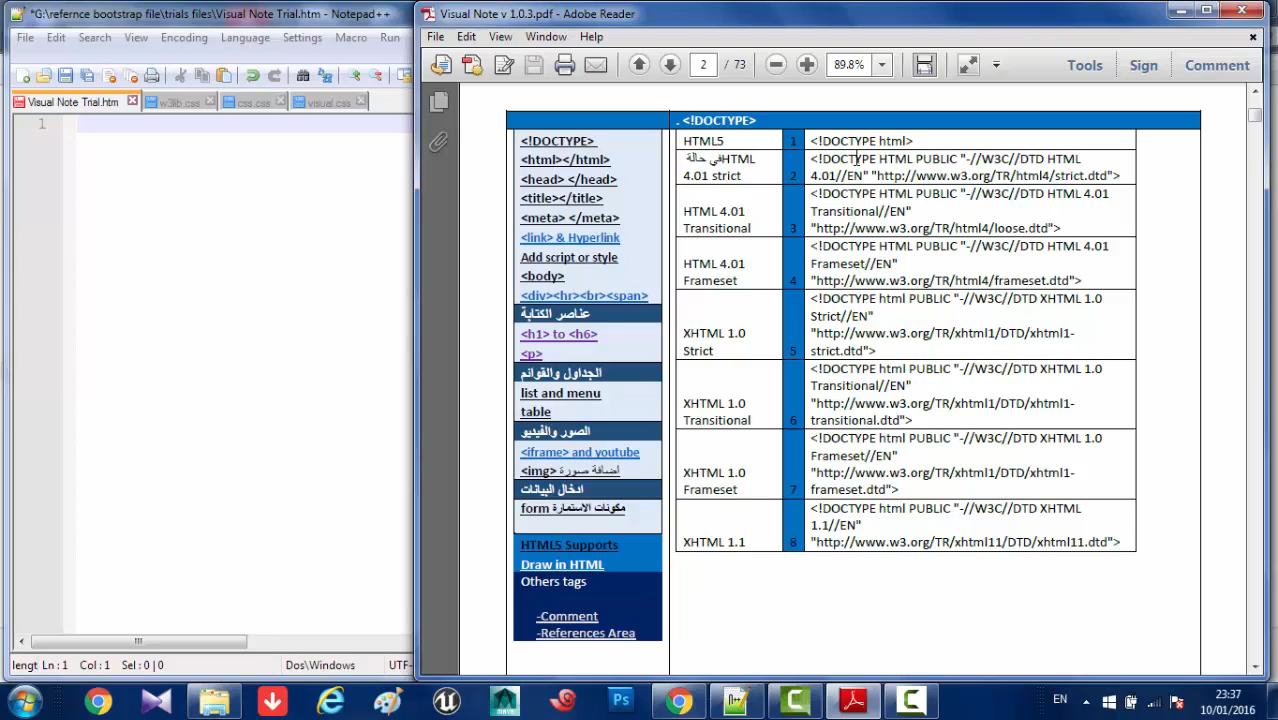 *G:\refernce bootstrap file\trials files\Visual Note Trial.htm - Notepad++
File Edit Search View Encoding Language Settings Macro Run
Visual Note Trial.htm w3lib.css css.css visual.css
1
lengt Ln : 1 Col : 1 Sel : 0 | 0 Dos\Windows UTF-
Visual Note v 1.0.3.pdf - Adobe Reader
File Edit View Window Help
2 / 73 89.8% Tools Sign Comment
. <!DOCTYPE>
<!DOCTYPE>
<html></html>
<head> </head>
<title></title>
<meta> </meta>
<link> & Hyperlink
Add script or style
<body>
<div><hr><br><span>
عناصر الكتابة
<h1> to <h6>
<p>
الجداول والقوائم
list and menu
table
الصور والفيديو
<iframe> and youtube
<img> اضافة صورة
ادخال البيانات
form مكونات الاستمارة
HTML5 Supports
Draw in HTML
Others tags
-Comment
-References Area
HTML5 1 <!DOCTYPE html>
في حالة HTML
4.01 strict
2
<!DOCTYPE HTML PUBLIC "-//W3C//DTD HTML
4.01//EN" "http://www.w3.org/TR/html4/strict.dtd">
HTML 4.01
Transitional
3
<!DOCTYPE HTML PUBLIC "-//W3C//DTD HTML 4.01
Transitional//EN"
"http://www.w3.org/TR/html4/loose.dtd">
HTML 4.01
Frameset
4
<!DOCTYPE HTML PUBLIC "-//W3C//DTD HTML 4.01
Frameset//EN"
"http://www.w3.org/TR/html4/frameset.dtd">
XHTML 1.0
Strict
5
<!DOCTYPE html PUBLIC "-//W3C//DTD XHTML 1.0
Strict//EN"
"http://www.w3.org/TR/xhtml1/DTD/xhtml1-
strict.dtd">
XHTML 1.0
Transitional
6
<!DOCTYPE html PUBLIC "-//W3C//DTD XHTML 1.0
Transitional//EN"
"http://www.w3.org/TR/xhtml1/DTD/xhtml1-
transitional.dtd">
XHTML 1.0
Frameset
7
<!DOCTYPE html PUBLIC "-//W3C//DTD XHTML 1.0
Frameset//EN"
"http://www.w3.org/TR/xhtml1/DTD/xhtml1-
frameset.dtd">
XHTML 1.1
8
<!DOCTYPE html PUBLIC "-//W3C//DTD XHTML
1.1//EN"
"http://www.w3.org/TR/xhtml11/DTD/xhtml11.dtd">
MAYA Ps
EN
23:37
10/01/2016